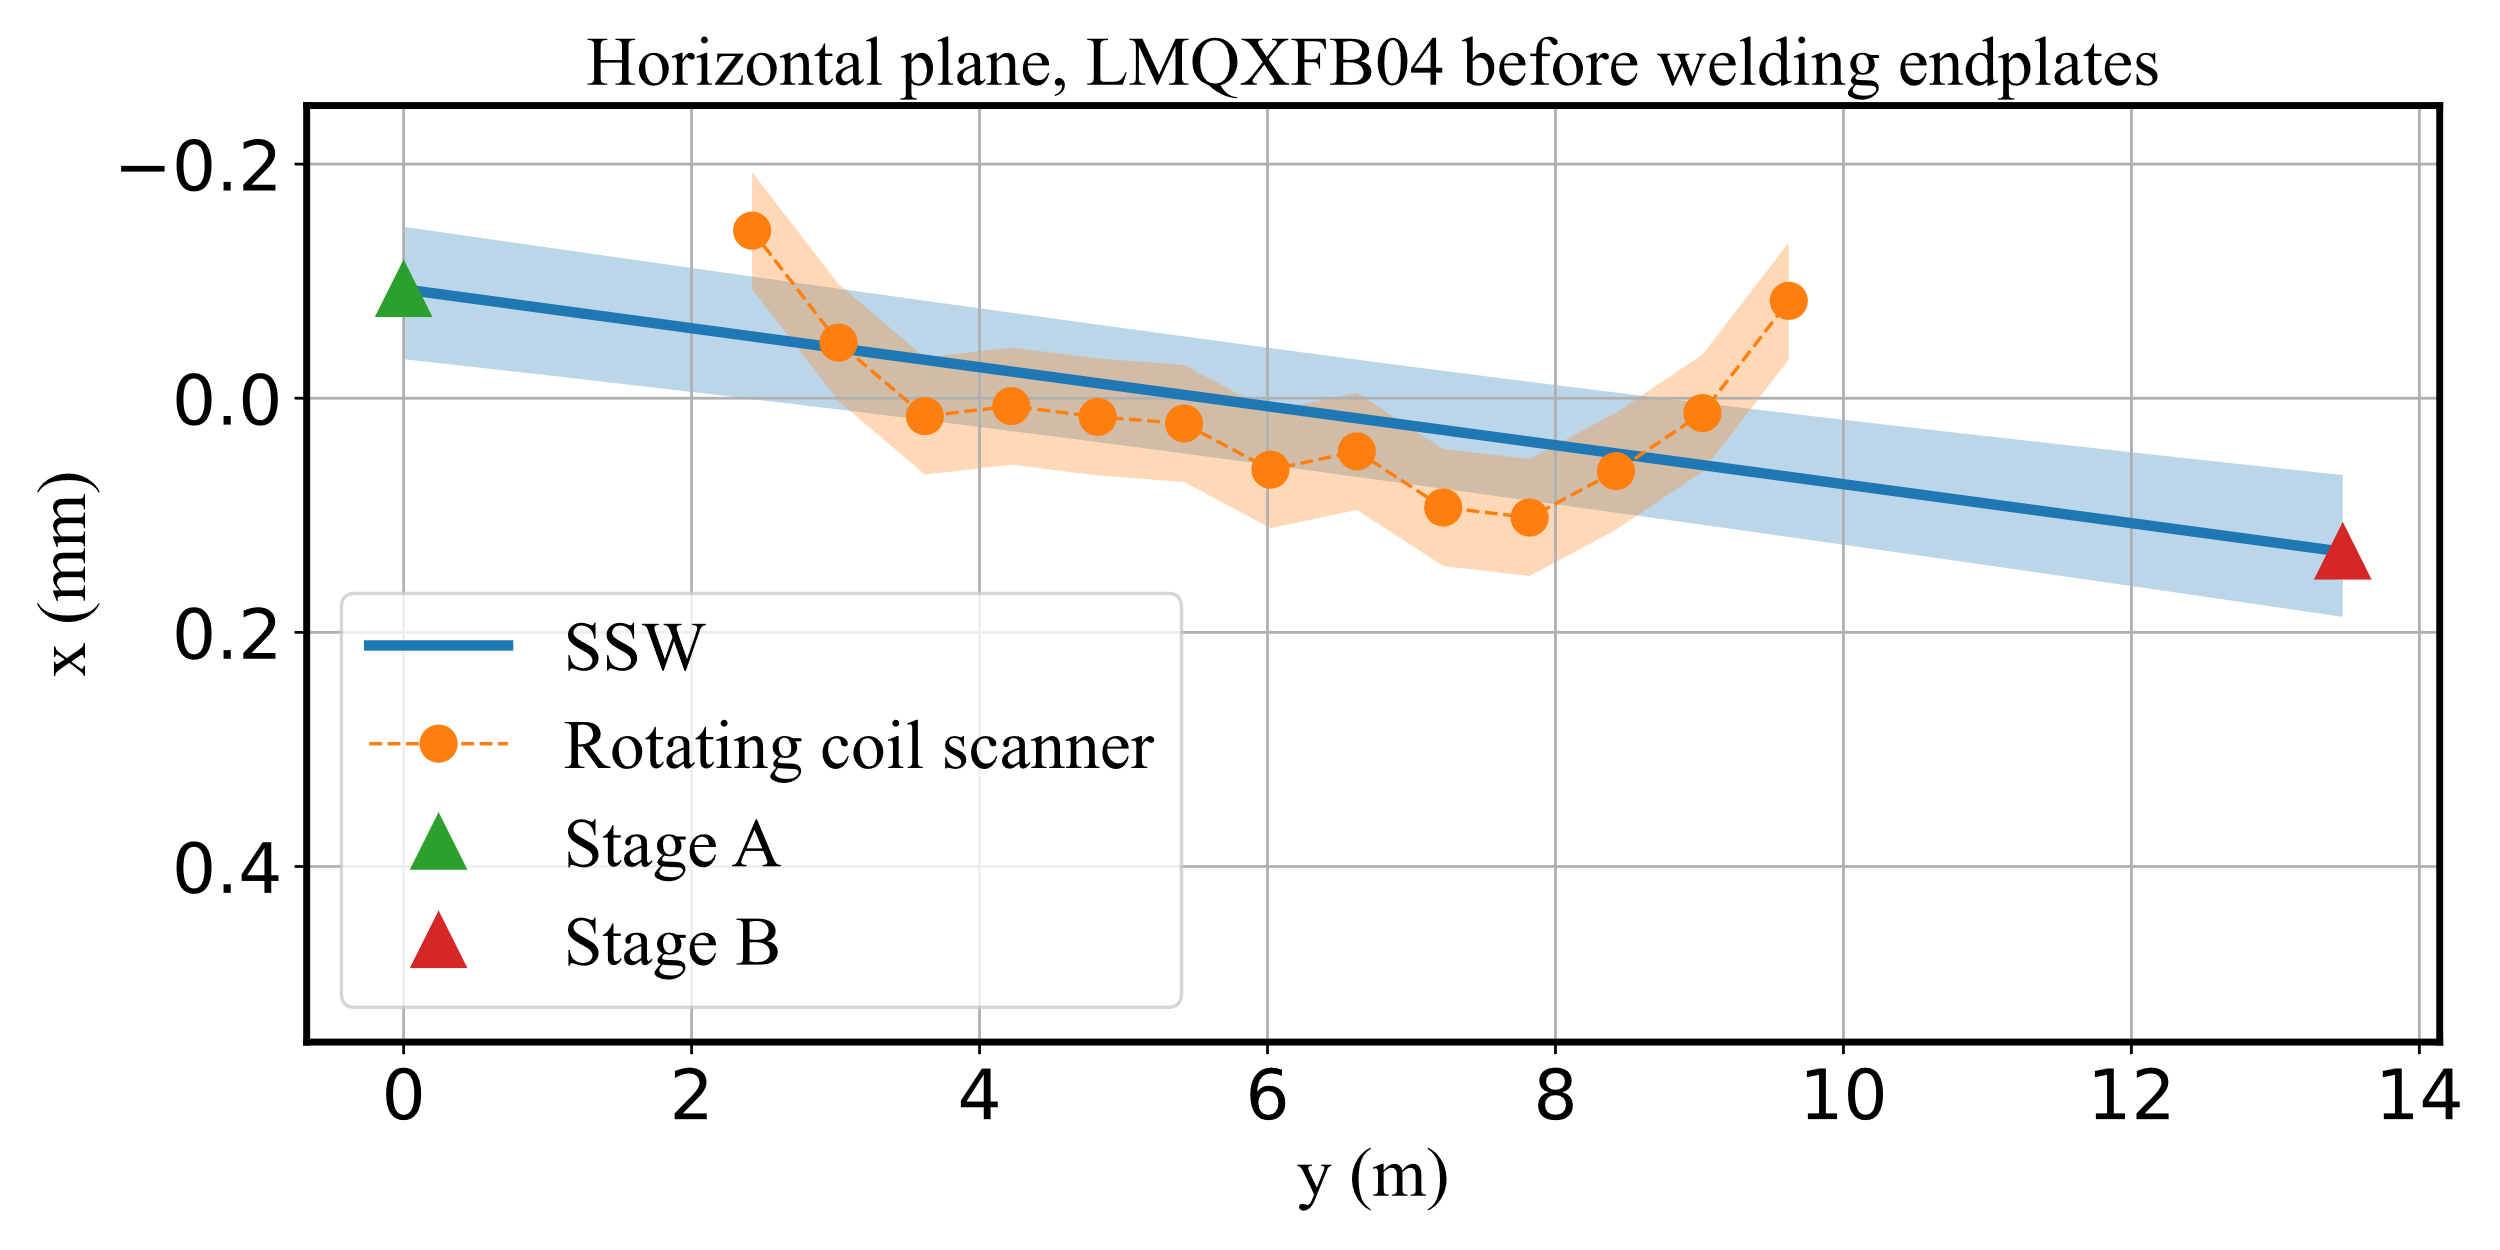 Horizontal plane, LMQXFB04 before welding endplates
−0.2
0.0
0.2
0.4
x (mm)
SSW
Rotating coil scanner
Stage A
Stage B
0 2 4 6 8 10 12 14
y (m)